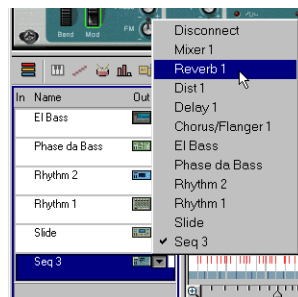 Bend Mod FM
Disconnect
Mixer 1
Reverb 1
Dist 1
Delay 1
Chorus/Flanger 1
El Bass
Phase da Bass
Rhythm 2
Rhythm 1
Slide
✔ Seq 3
In Name Out
El Bass
Phase da Bass
Rhythm 2
Rhythm 1
Slide
Seq 3